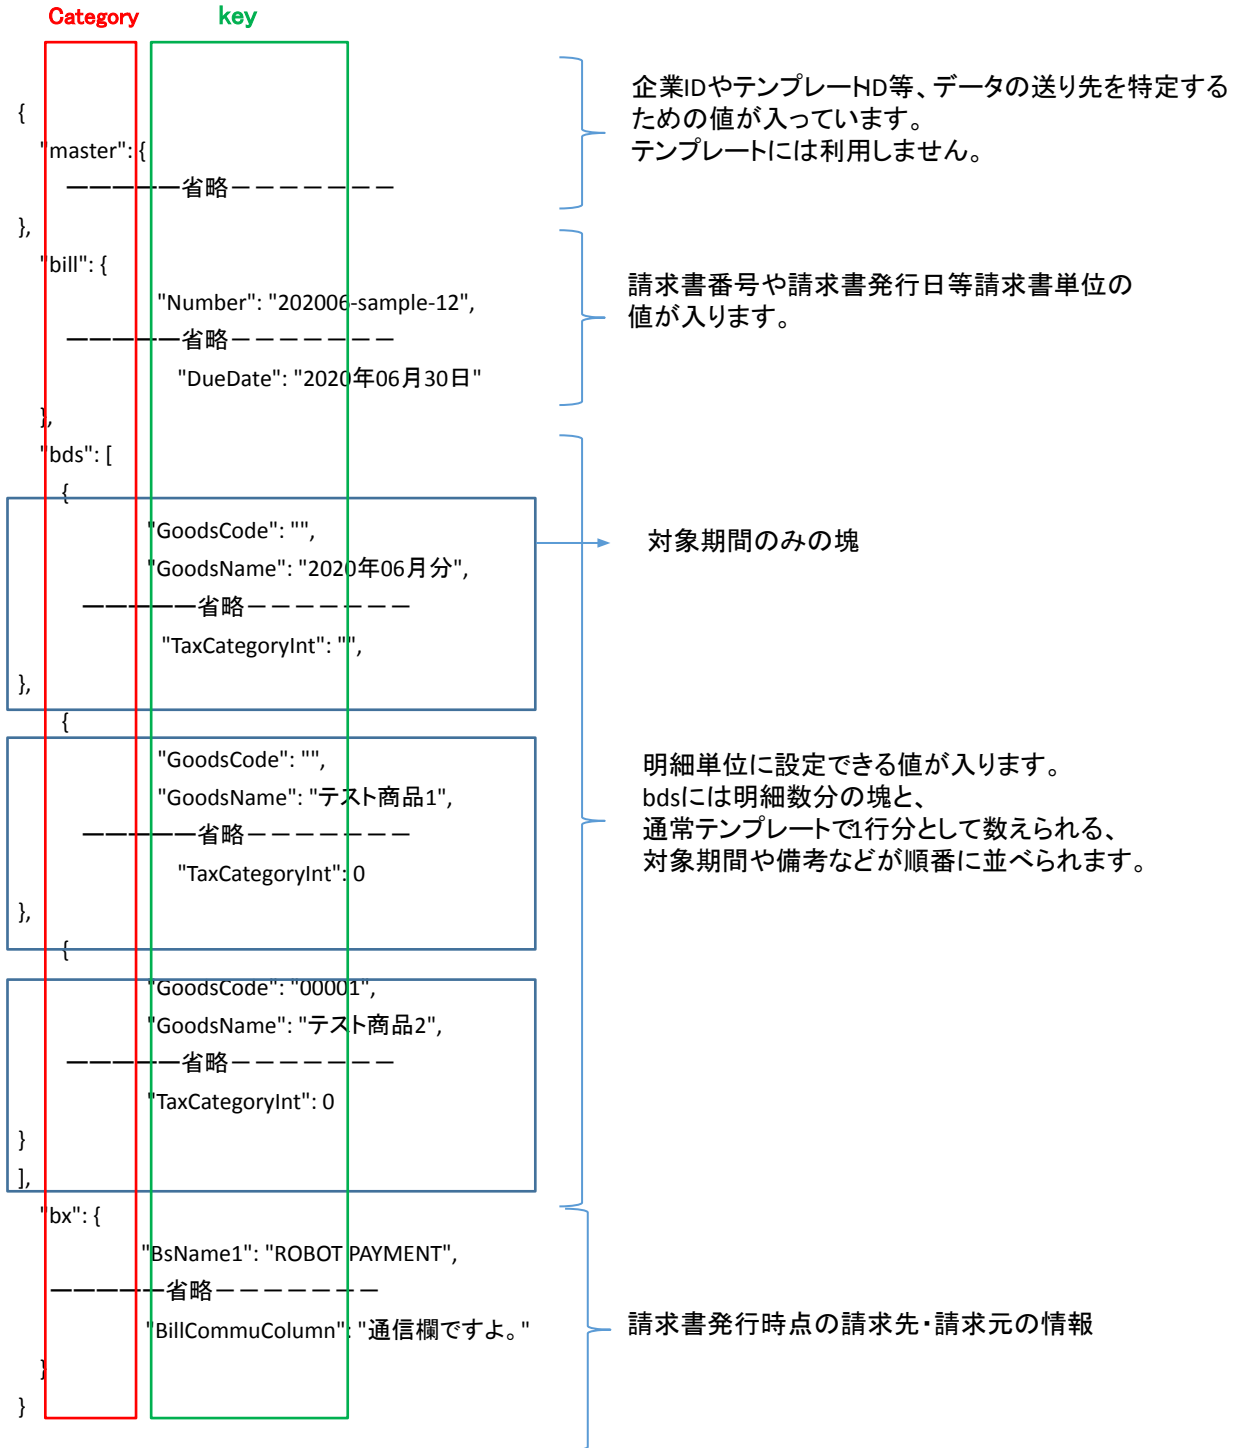 Category key
{
"master": {
―――――省略－－－－－－－
},
"bill": {
"Number": "202006-sample-12",
―――――省略－－－－－－－
"DueDate": "2020年06月30日"
},
"bds": [
{
"GoodsCode": "",
"GoodsName": "2020年06月分",
―――――省略－－－－－－－
"TaxCategoryInt": "",
},
{
"GoodsCode": "",
"GoodsName": "テスト商品1",
―――――省略－－－－－－－
"TaxCategoryInt": 0
},
{
"GoodsCode": "00001",
"GoodsName": "テスト商品2",
―――――省略－－－－－－－
"TaxCategoryInt": 0
}
],
"bx": {
"BsName1": "ROBOT PAYMENT",
―――――省略－－－－－－－
"BillCommuColumn": "通信欄ですよ。"
}
}
企業IDやテンプレートID等、データの送り先を特定する
ための値が入っています。
テンプレートには利用しません。
請求書番号や請求書発行日等請求書単位の
値が入ります。
対象期間のみの塊
明細単位に設定できる値が入ります。
bdsには明細数分の塊と、
通常テンプレートで1行分として数えられる、
対象期間や備考などが順番に並べられます。
請求書発行時点の請求先・請求元の情報